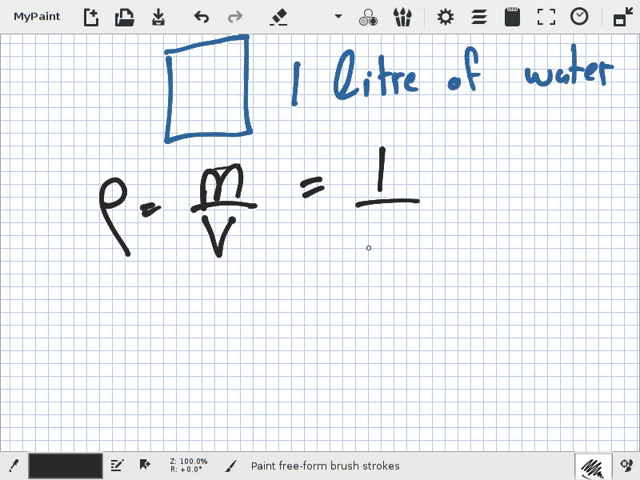 MyPaint
1 litre of water
ρ = m/V = 1/
Z: 100.0%
R: +0.0°
Paint free-form brush strokes